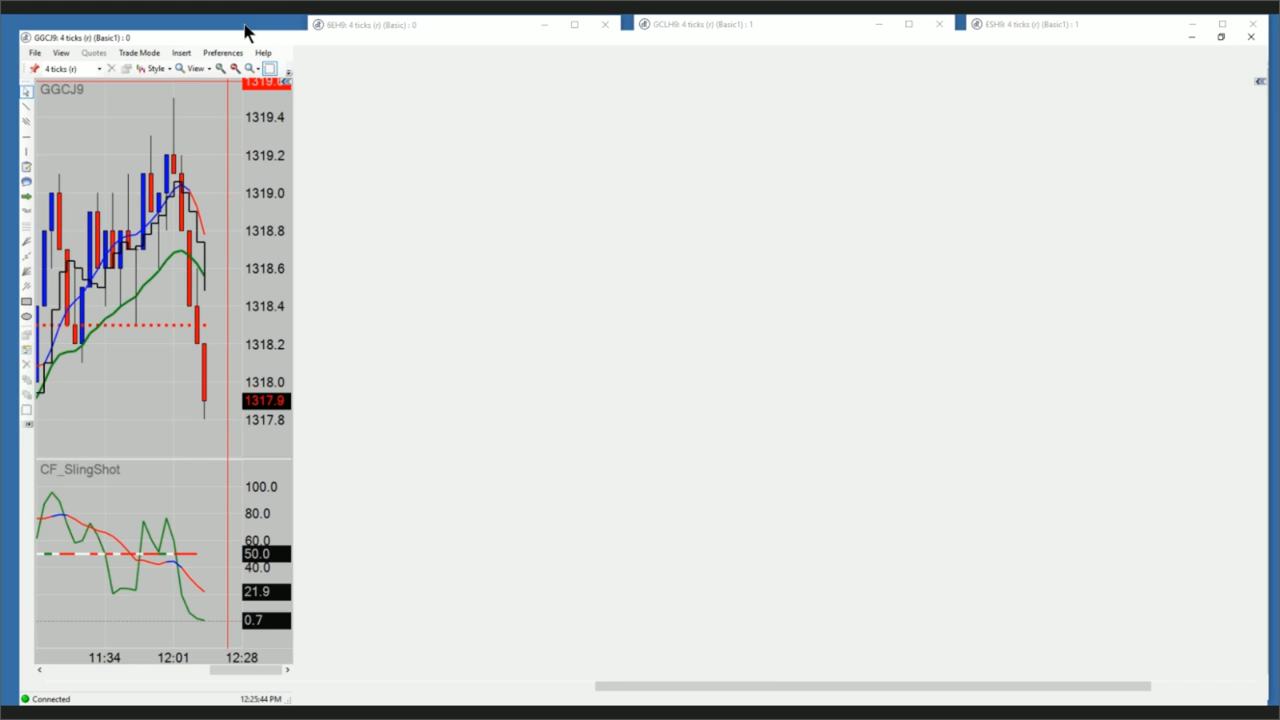 6EH9: 4 ticks (r) (Basic) : 0
GCLH9: 4 ticks (r) (Basic1) : 1
ESH9: 4 ticks (r) (Basic1) : 1
GGCJ9: 4 ticks (r) (Basic1) : 0
File View Quotes Trade Mode Insert Preferences Help
4 ticks (r) Style View
GGCJ9
1319.4
1319.2
1319.0
1318.8
1318.6
1318.4
1318.2
1318.0
1317.9
1317.8
CF_SlingShot
100.0
80.0
60.0
50.0
40.0
21.9
0.7
11:34 12:01 12:28
Connected 12:25:44 PM